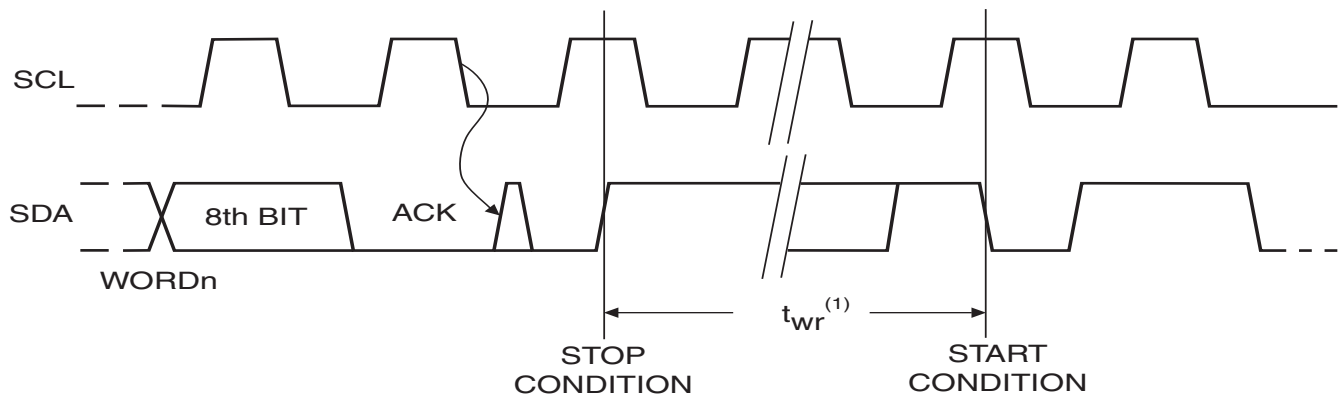 SCL
SDA
8th BIT
ACK
WORDn
twr(1)
STOP
CONDITION
START
CONDITION